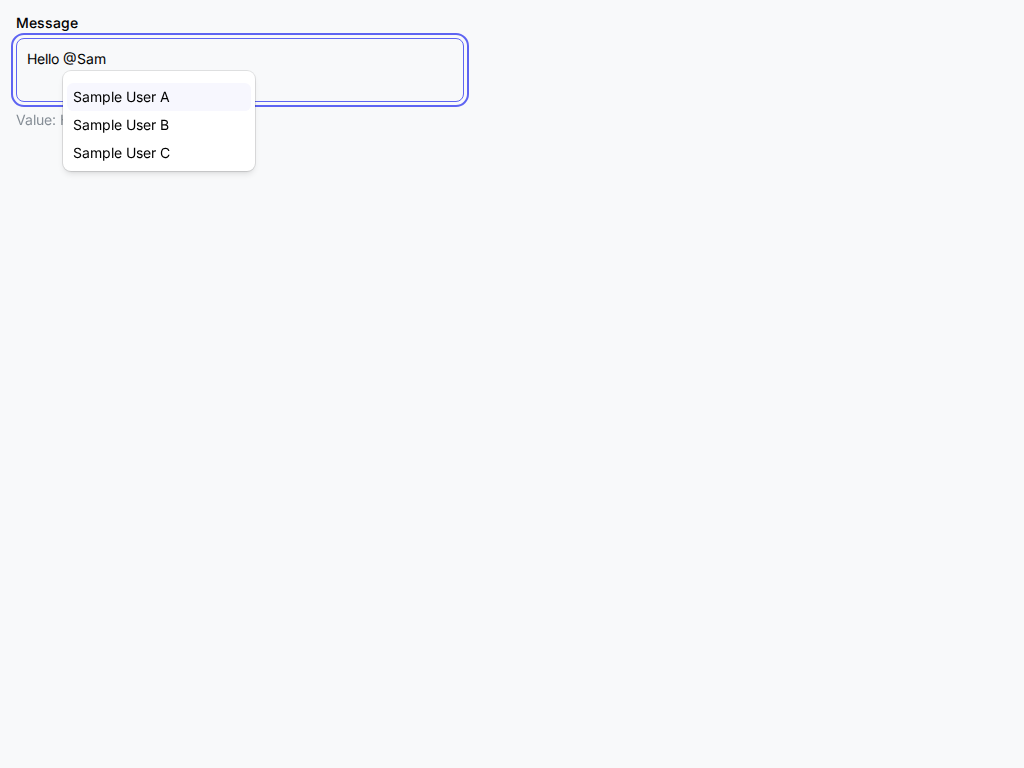 Message
Hello @Sam
Sample User A
Sample User B
Sample User C
Value: